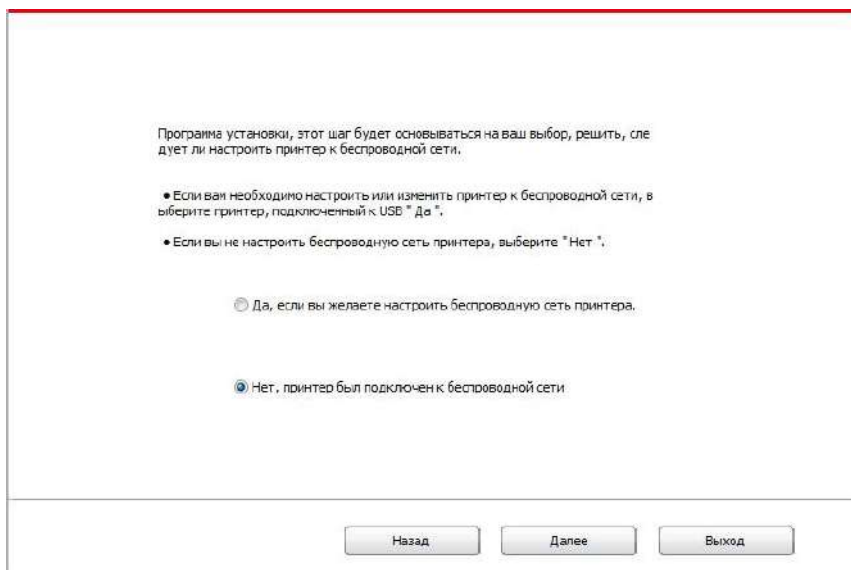 Программа установки, этот шаг будет основываться на ваш выбор, решить, сле
дует ли настроить принтер к беспроводной сети.
• Если вам необходимо настроить или изменить принтер к беспроводной сети, в
ыберите принтер, подключенный к USB " Да ".
• Если вы не настроить беспроводную сеть принтера, выберите "Нет ".
Да, если вы желаете настроить беспроводную сеть принтера.
Нет, принтер был подключен к беспроводной сети
Назад Далее Выход